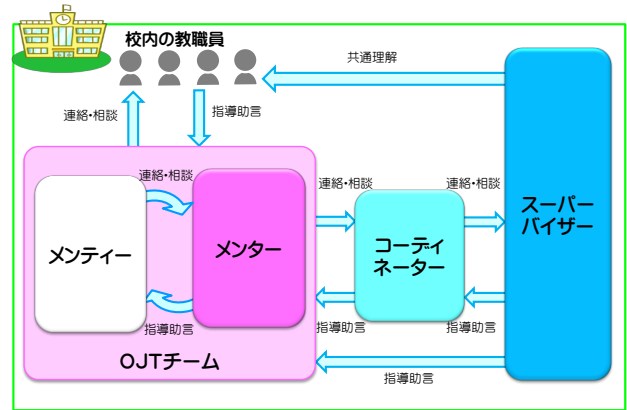 校内の教職員
共通理解
連絡・相談
指導助言
連絡・相談
連絡・相談
連絡・相談
メンティー
メンター
コーディ
ネーター
スーパー
バイザー
指導助言
指導助言
指導助言
OJTチーム
指導助言